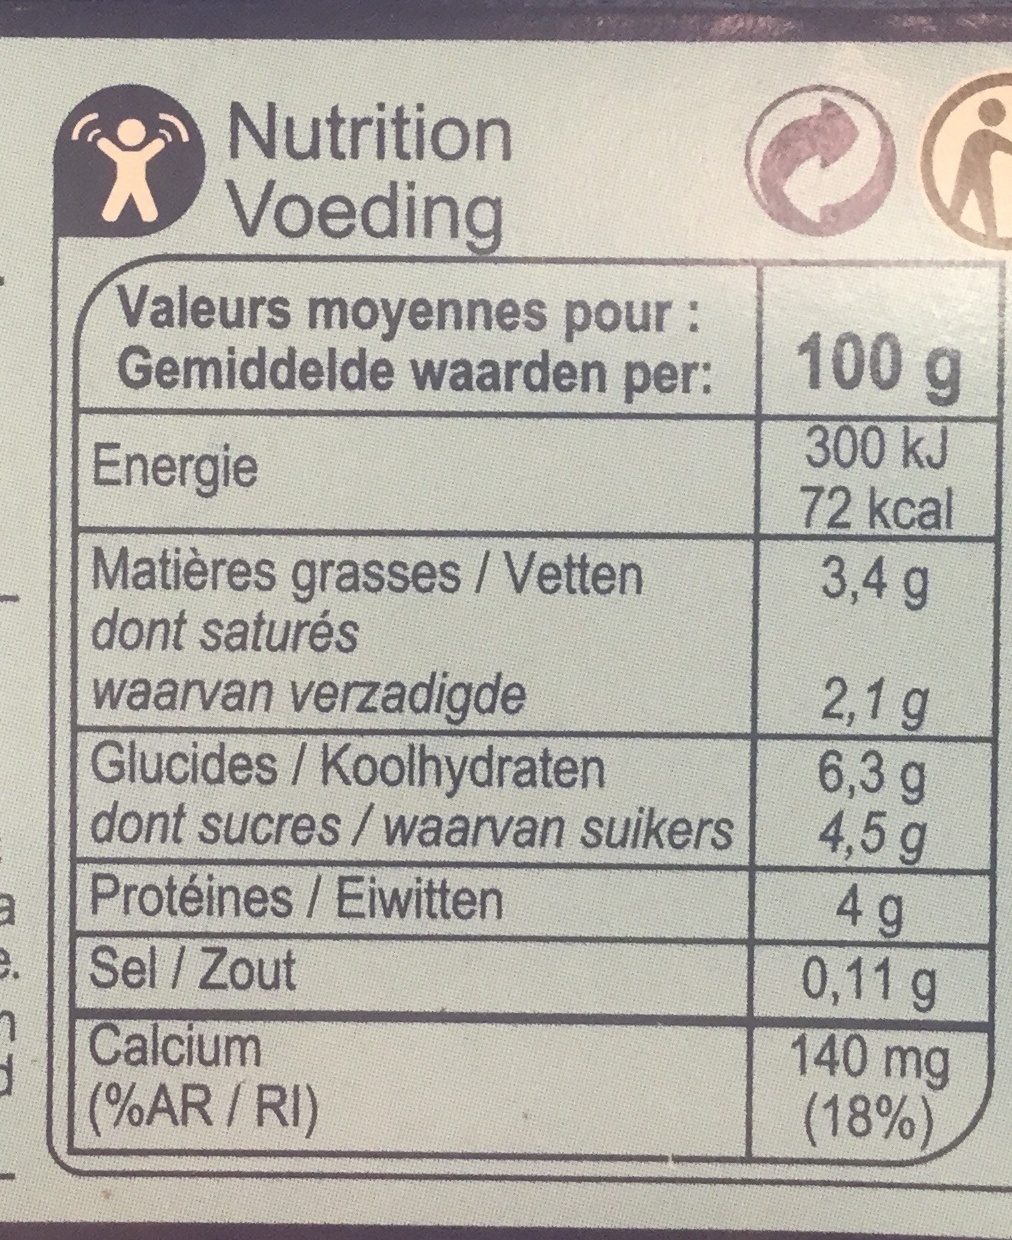 Nutrition
Voeding
Valeurs moyennes pour :
Gemiddelde waarden per:
100 g
Energie
300 kJ
72 kcal
Matières grasses / Vetten 3,4 g
dont saturés
waarvan verzadigde 2,1 g
Glucides / Koolhydraten 6,3 g
dont sucres / waarvan suikers 4,5 g
Protéines / Eiwitten 4 g
Sel / Zout 0,11 g
Calcium 140 mg
(%AR / RI) (18%)